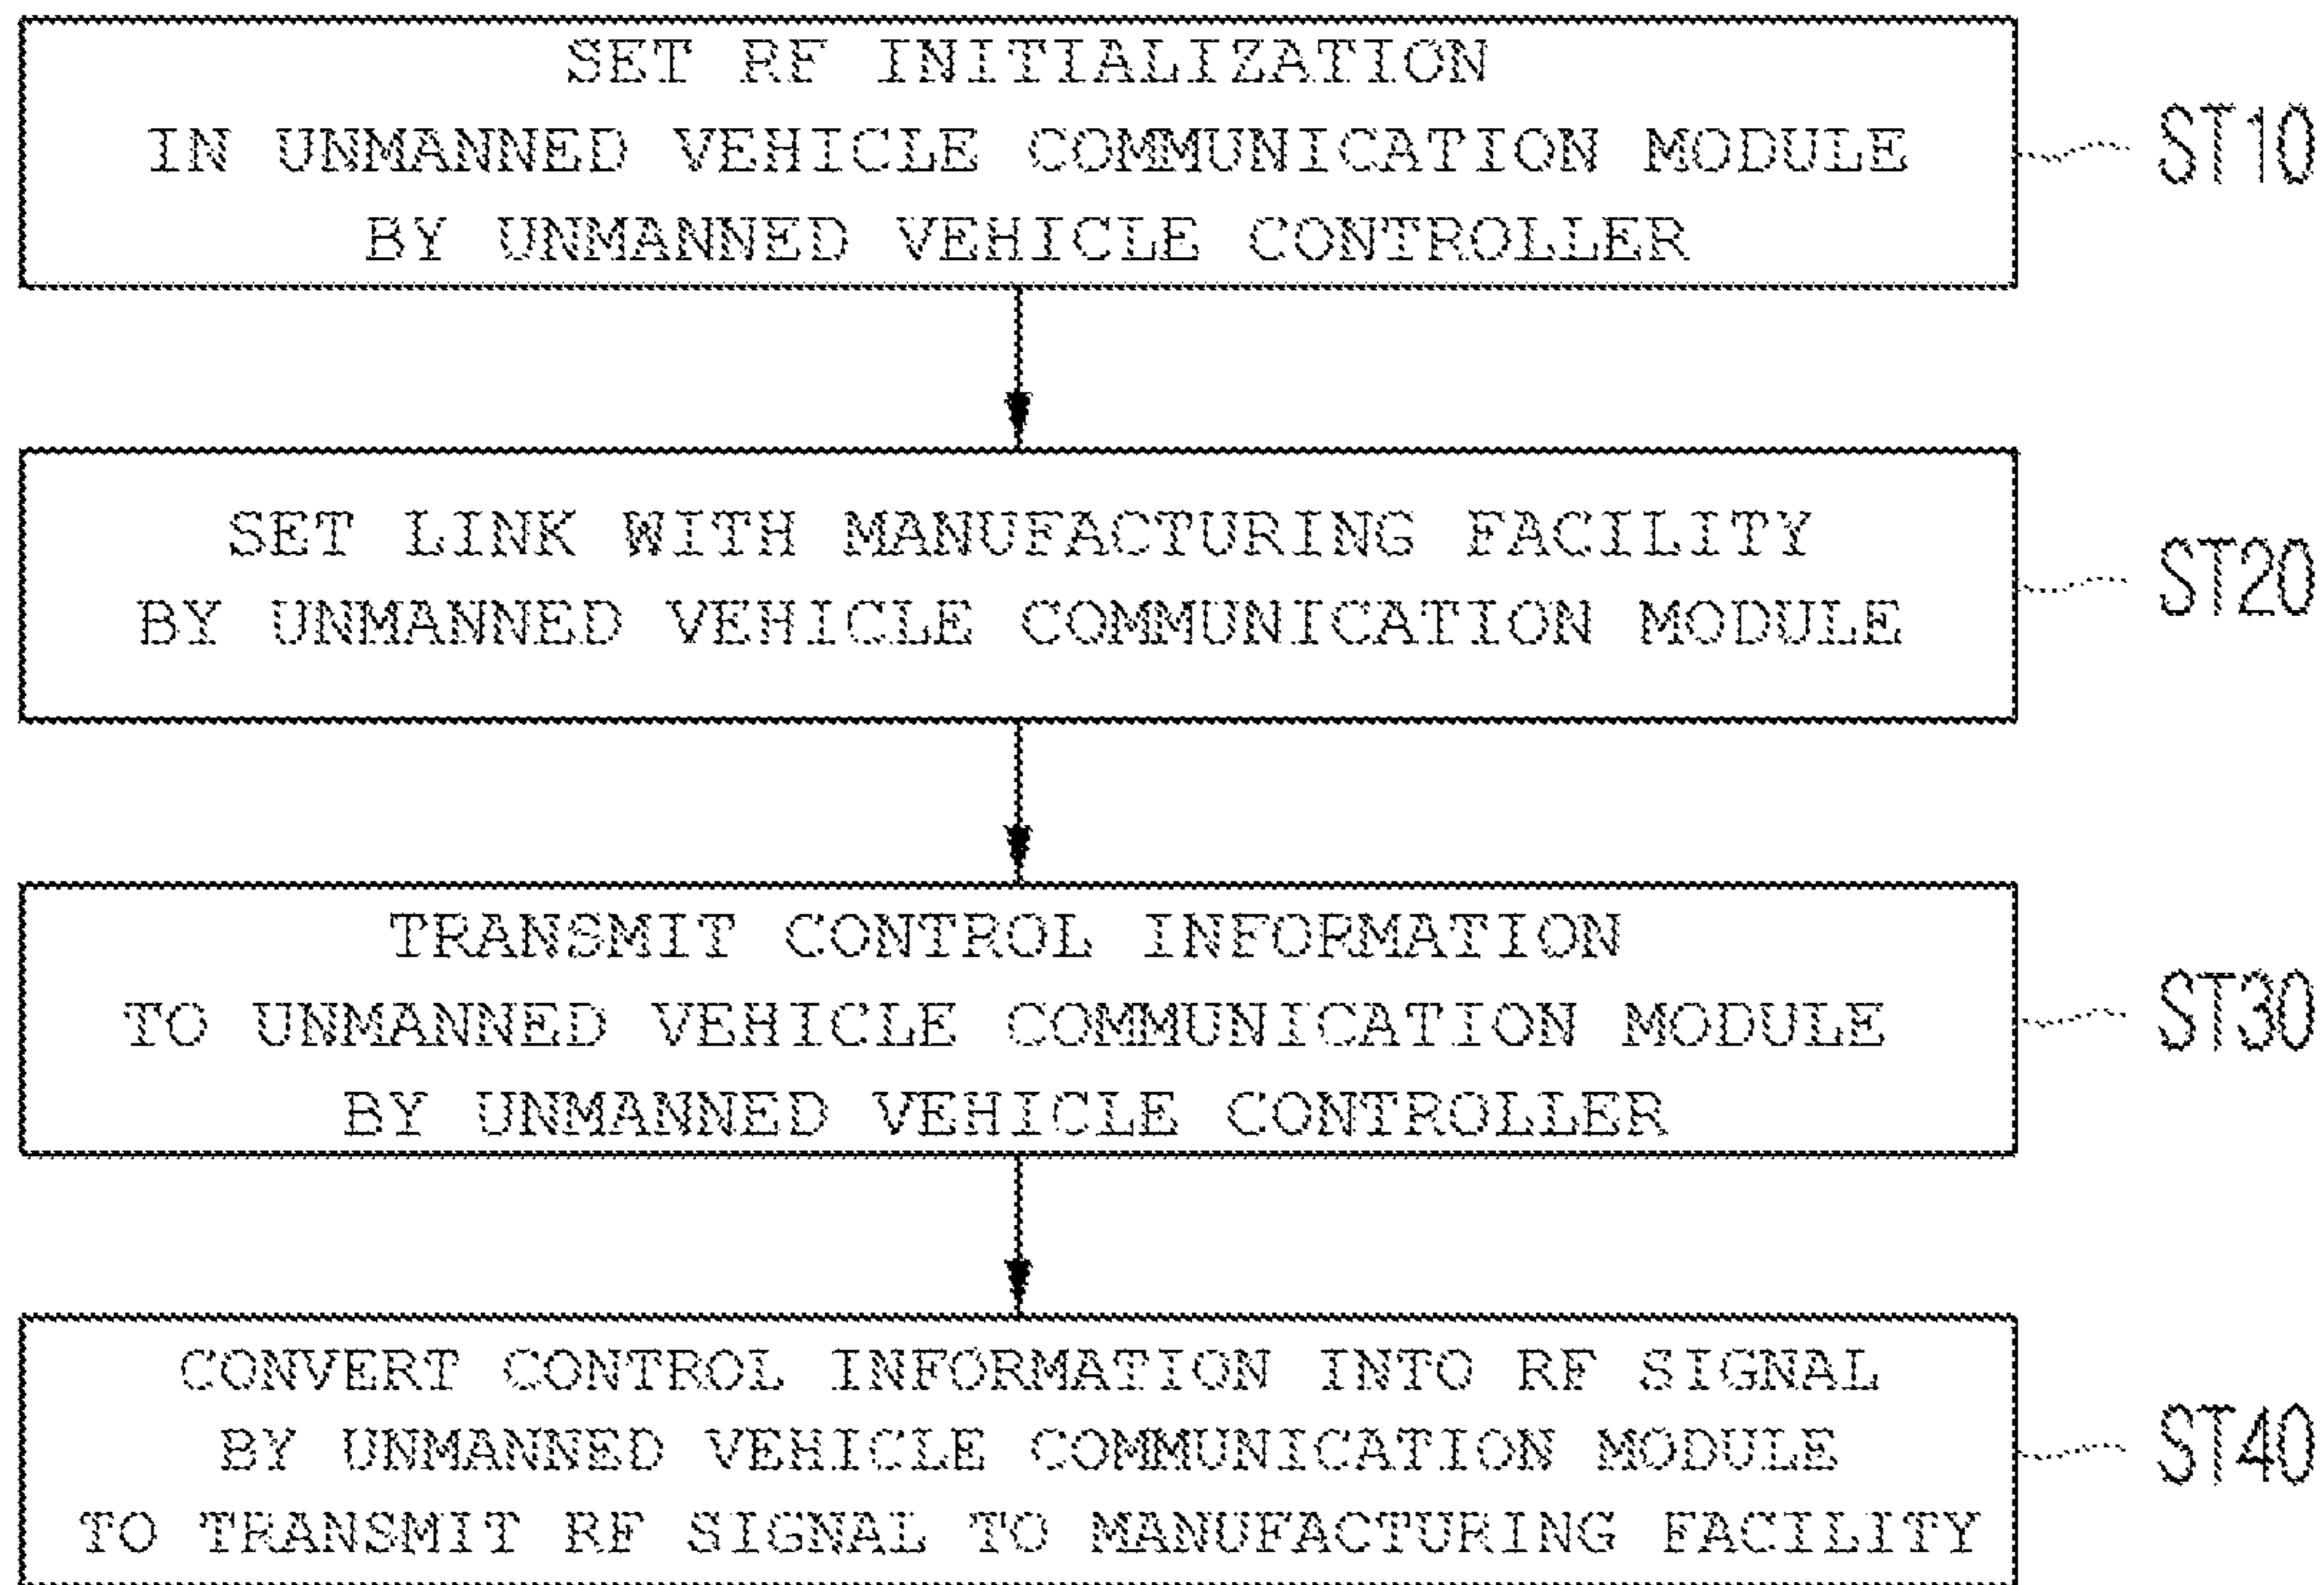 SET RF INITIALIZATION
IN UNMANNED VEHICLE COMMUNICATION MODULE
BY UNMANNED VEHICLE CONTROLLER
ST10
SET LINK WITH MANUFACTURING FACILITY
BY UNMANNED VEHICLE COMMUNICATION MODULE
ST20
TRANSMIT CONTROL INFORMATION
TO UNMANNED VEHICLE COMMUNICATION MODULE
BY UNMANNED VEHICLE CONTROLLER
ST30
CONVERT CONTROL INFORMATION INTO RF SIGNAL
BY UNMANNED VEHICLE COMMUNICATION MODULE
TO TRANSMIT RF SIGNAL TO MANUFACTURING FACILITY
ST40